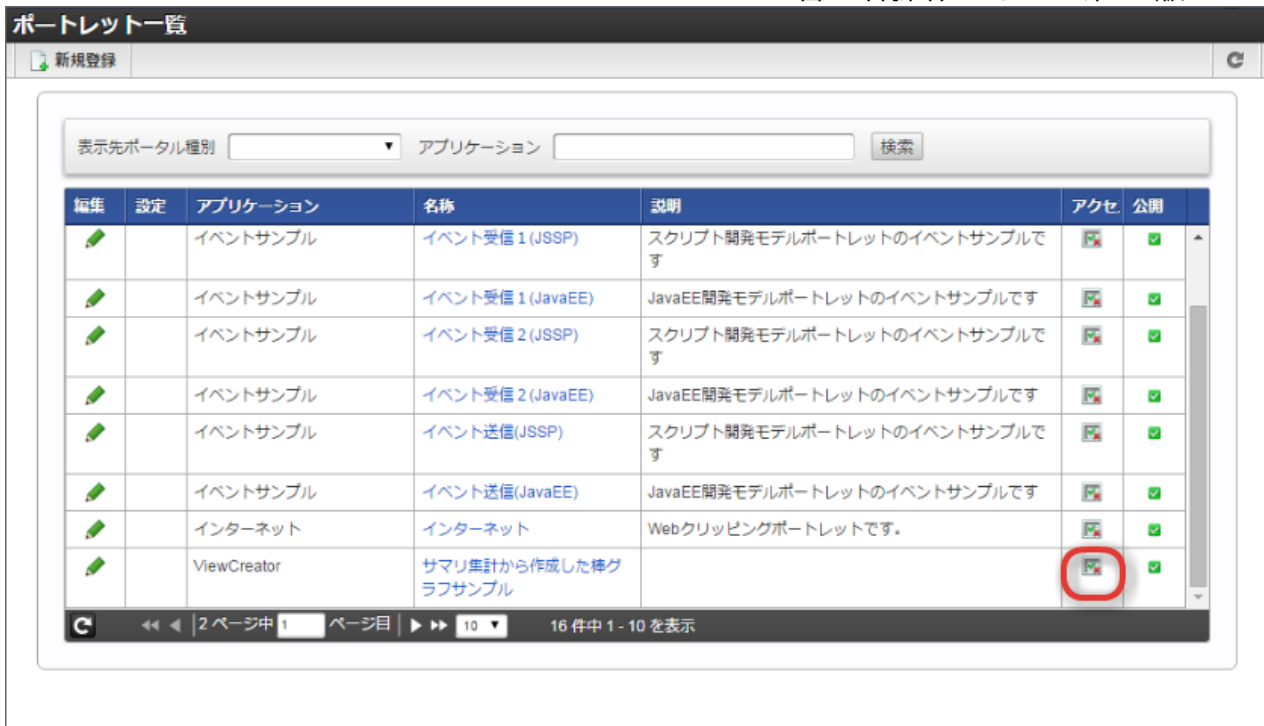 ポートレット一覧
新規登録
表示先ポータル種別 アプリケーション 検索
編集 設定 アプリケーション 名称 説明 アクセ 公開
イベントサンプル イベント受信1(JSSP) スクリプト開発モデルポートレットのイベントサンプルで
す
イベントサンプル イベント受信1(JavaEE) JavaEE開発モデルポートレットのイベントサンプルです
イベントサンプル イベント受信2(JSSP) スクリプト開発モデルポートレットのイベントサンプルで
す
イベントサンプル イベント受信2(JavaEE) JavaEE開発モデルポートレットのイベントサンプルです
イベントサンプル イベント送信(JSSP) スクリプト開発モデルポートレットのイベントサンプルで
す
イベントサンプル イベント送信(JavaEE) JavaEE開発モデルポートレットのイベントサンプルです
インターネット インターネット Webクリッピングポートレットです。
ViewCreator サマリ集計から作成した棒グ
ラフサンプル
2 ページ中 1 ページ目 10 16 件中 1 - 10 を表示